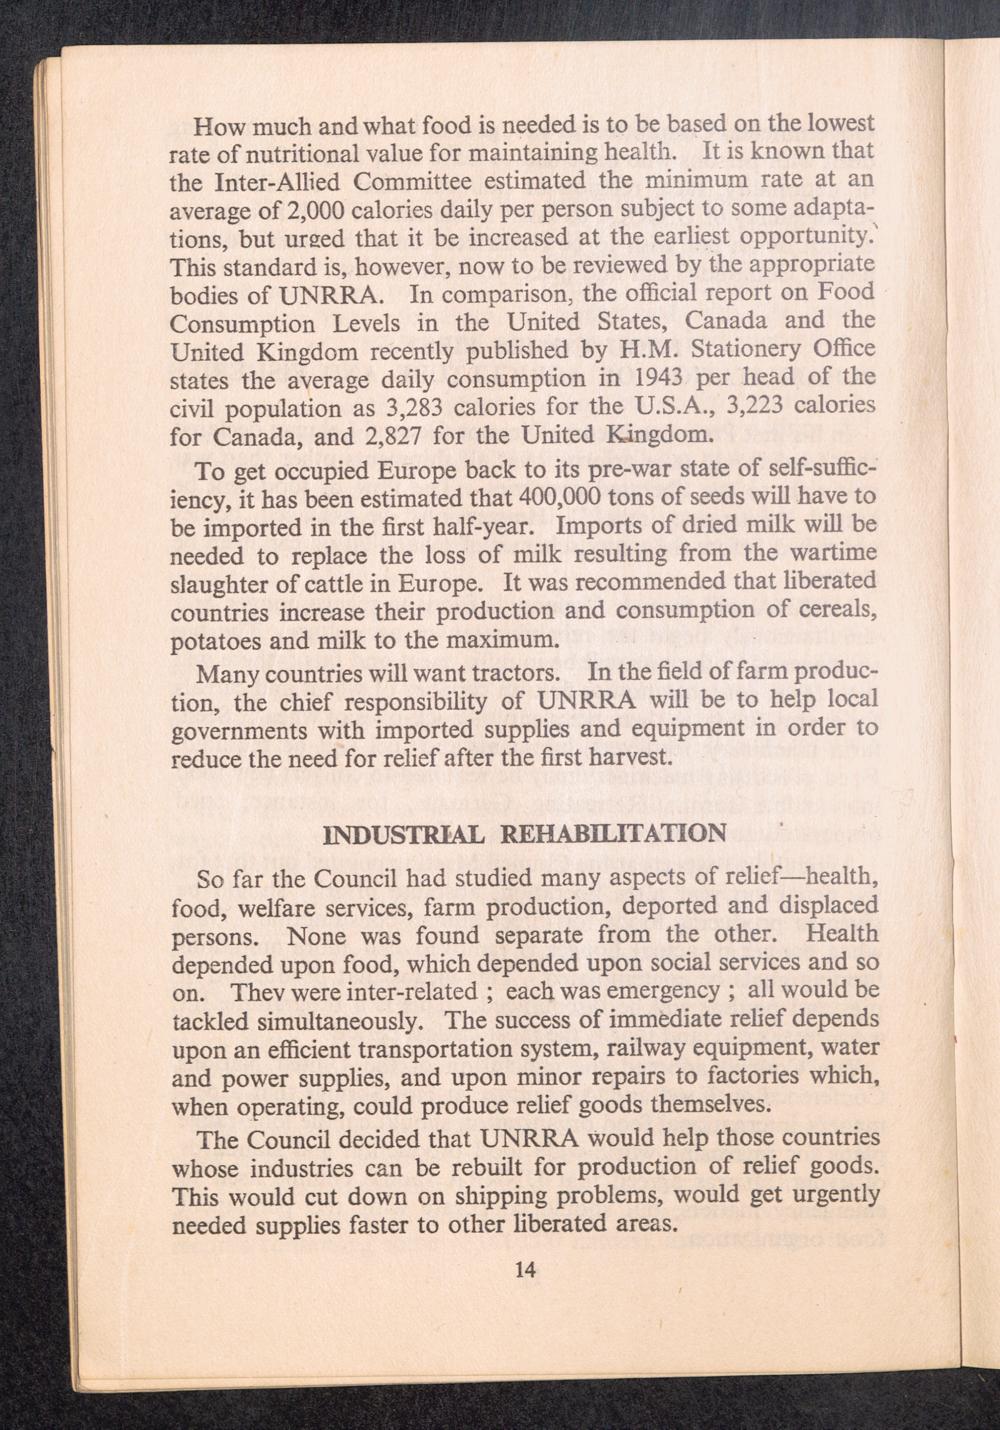 How much and what food is needed is to be based on the lowest
rate of nutritional value for maintaining health. It is known that
the Inter-Allied Committee estimated the minimum rate at an
average of 2,000 calories daily per person subject to some adapta-
tions, but urged that it be increased at the earliest opportunity.
This standard is, however, now to be reviewed by the appropriate
bodies of UNRRA. In comparison, the official report on Food
Consumption Levels in the United States, Canada and the
United Kingdom recently published by H.M. Stationery Office
states the average daily consumption in 1943 per head of the
civil population as 3,283 calories for the U.S.A., 3,223 calories
for Canada, and 2,827 for the United Kingdom.
To get occupied Europe back to its pre-war state of self-suffic-
iency, it has been estimated that 400,000 tons of seeds will have to
be imported in the first half-year. Imports of dried milk will be
needed to replace the loss of milk resulting from the wartime
slaughter of cattle in Europe. It was recommended that liberated
countries increase their production and consumption of cereals,
potatoes and milk to the maximum.
Many countries will want tractors. In the field of farm produc-
tion, the chief responsibility of UNRRA will be to help local
governments with imported supplies and equipment in order to
reduce the need for relief after the first harvest.
INDUSTRIAL REHABILITATION
So far the Council had studied many aspects of relief—health,
food, welfare services, farm production, deported and displaced
persons. None was found separate from the other. Health
depended upon food, which depended upon social services and so
on. They were inter-related ; each was emergency ; all would be
tackled simultaneously. The success of immediate relief depends
upon an efficient transportation system, railway equipment, water
and power supplies, and upon minor repairs to factories which,
when operating, could produce relief goods themselves.
The Council decided that UNRRA would help those countries
whose industries can be rebuilt for production of relief goods.
This would cut down on shipping problems, would get urgently
needed supplies faster to other liberated areas.
14